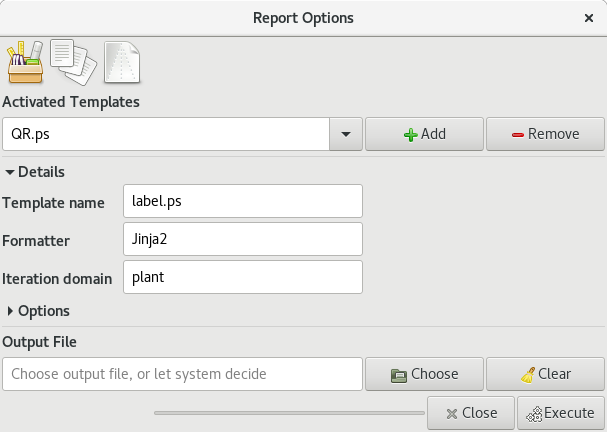 Report Options
Activated Templates
QR.ps
Add
Remove
Details
Template name
label.ps
Formatter
Jinja2
Iteration domain
plant
Options
Output File
Choose output file, or let system decide
Choose
Clear
Close
Execute